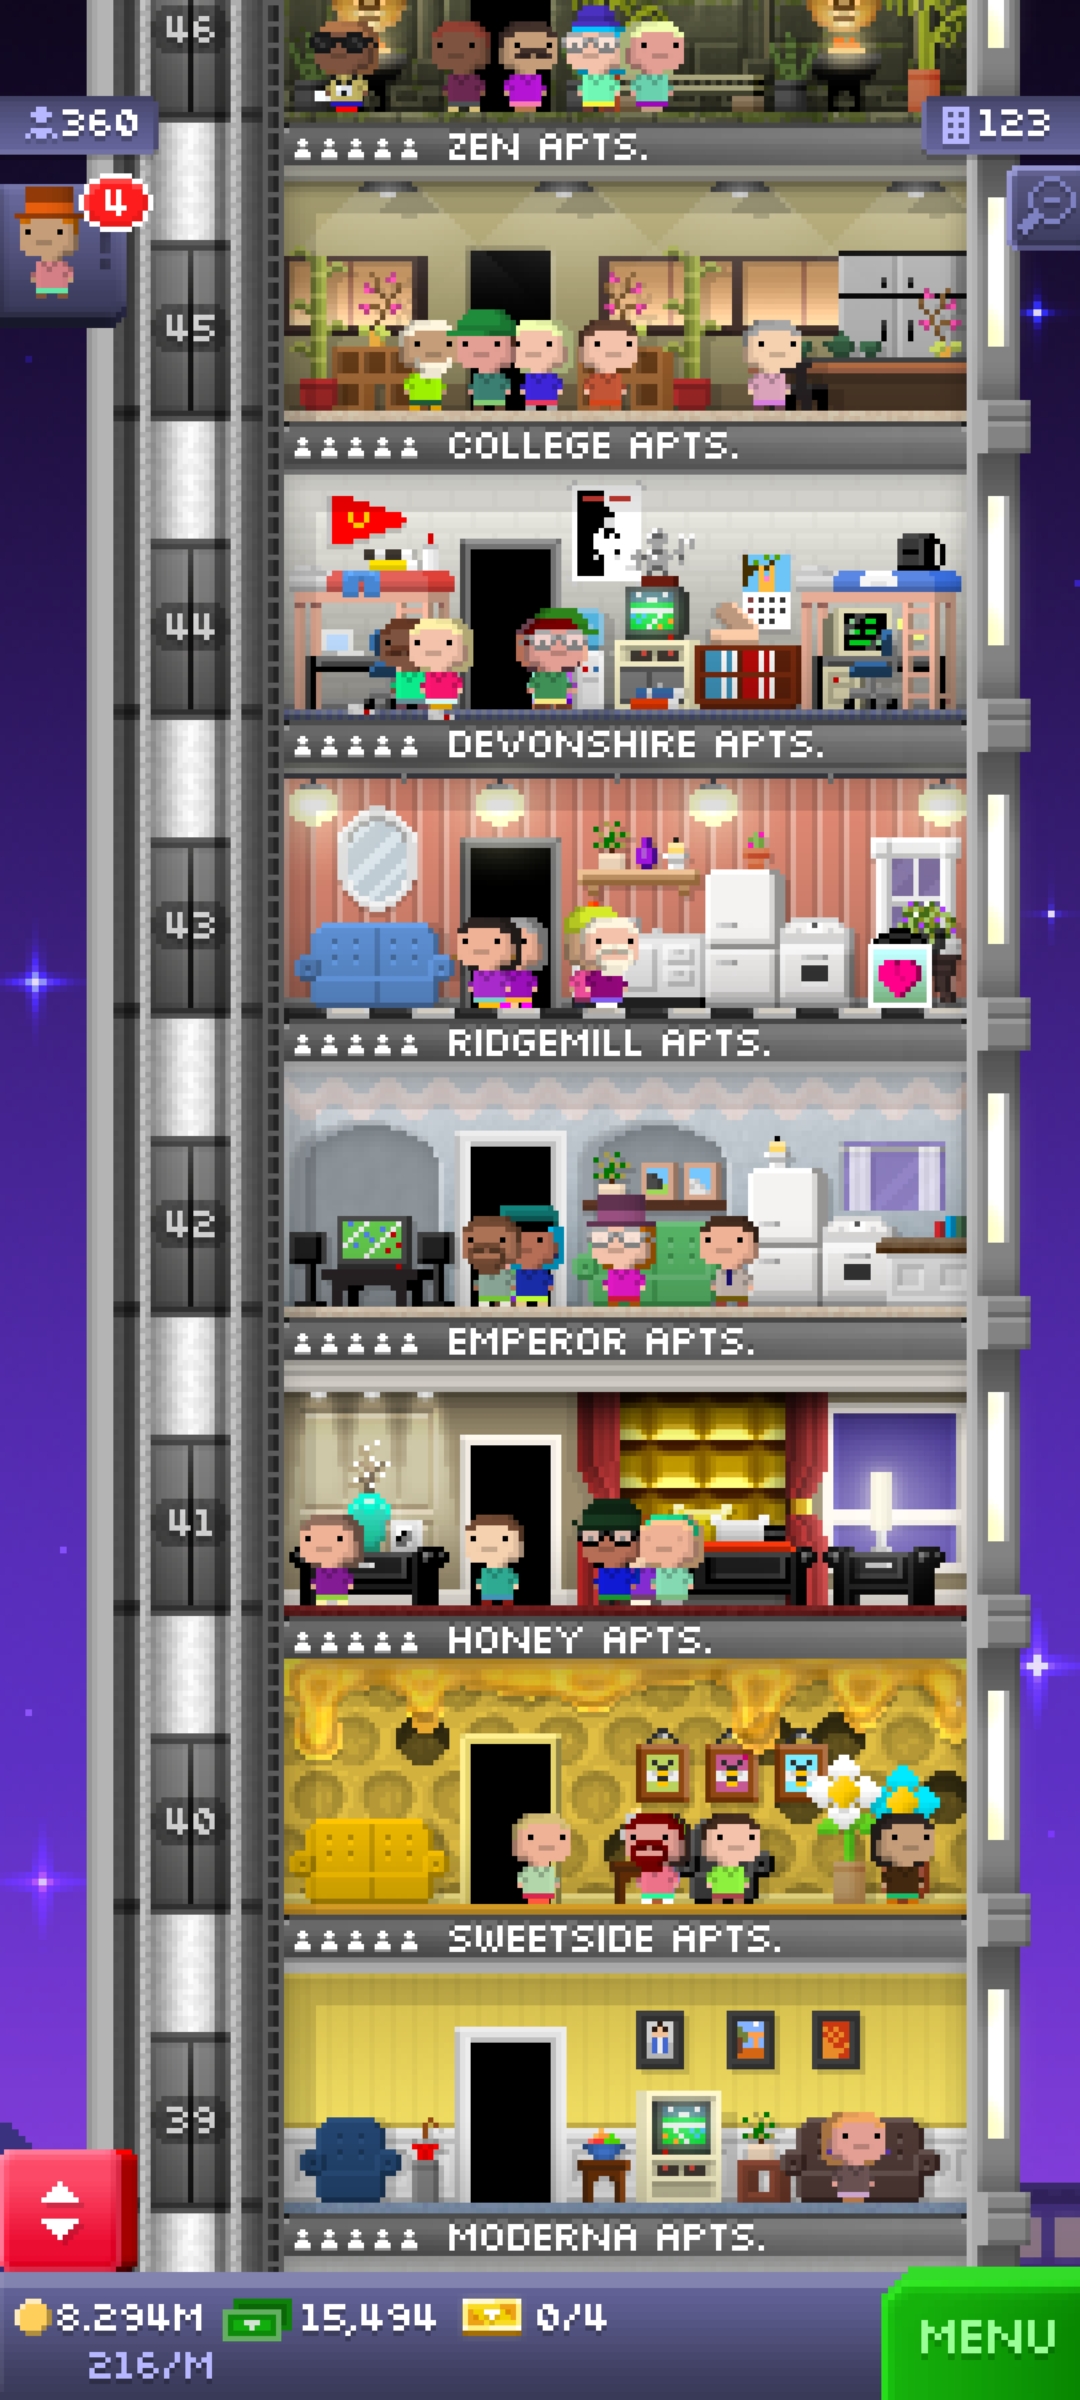 46
360
123
ZEN APTS.
4
45
COLLEGE APTS.
44
DEVONSHIRE APTS.
43
RIDGEMILL APTS.
42
EMPEROR APTS.
41
HONEY APTS.
40
SWEETSIDE APTS.
39
MODERNA APTS.
8.294M 15,494 0/4
216/M
MENU